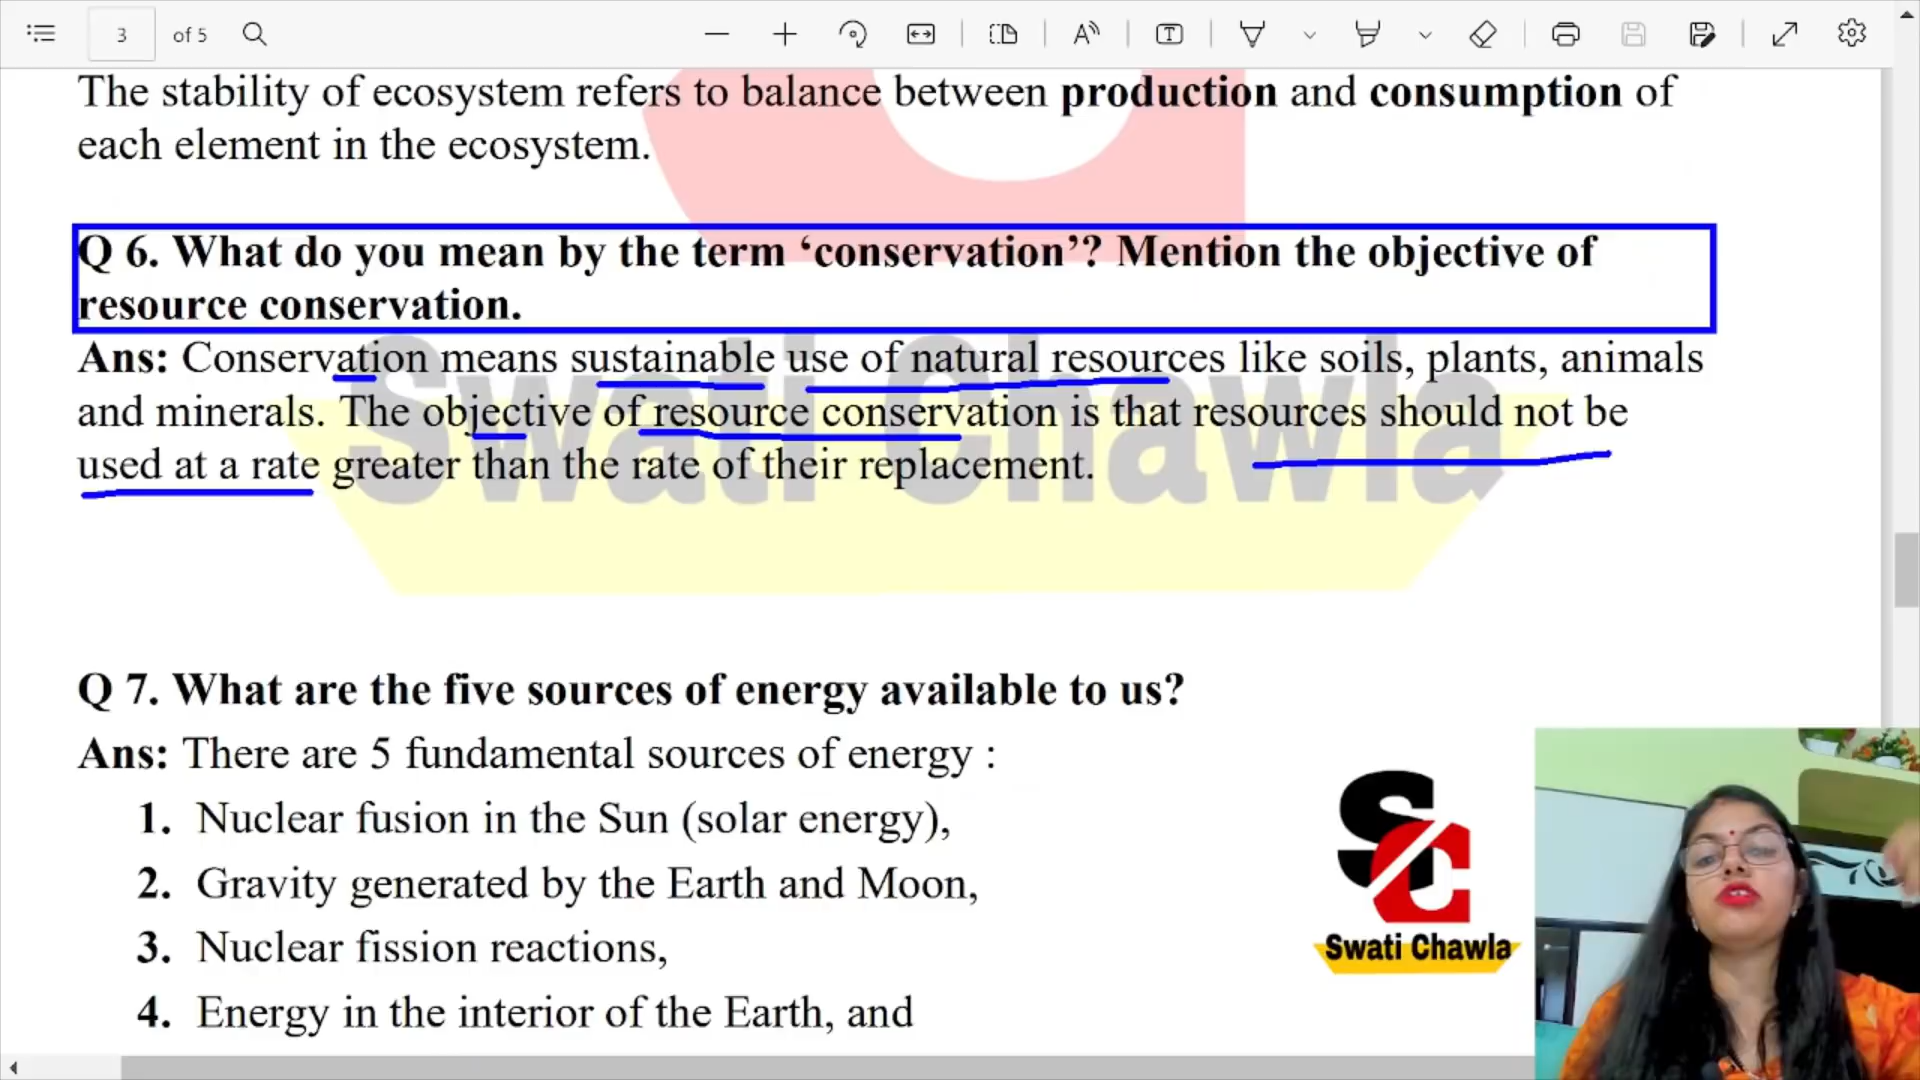 3 of 5
The stability of ecosystem refers to balance between production and consumption of
each element in the ecosystem.
Q 6. What do you mean by the term ‘conservation’? Mention the objective of
resource conservation.
Ans: Conservation means sustainable use of natural resources like soils, plants, animals
and minerals. The objective of resource conservation is that resources should not be
used at a rate greater than the rate of their replacement.
Swati Chawla
Q 7. What are the five sources of energy available to us?
Ans: There are 5 fundamental sources of energy :
1. Nuclear fusion in the Sun (solar energy),
2. Gravity generated by the Earth and Moon,
3. Nuclear fission reactions,
4. Energy in the interior of the Earth, and
SC
Swati Chawla